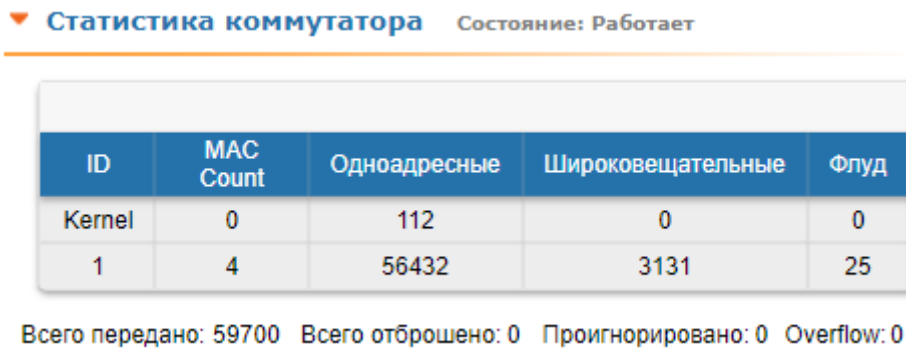 Статистика коммутатора Состояние: Работает
ID MAC Count Одноадресные Широковещательные Флуд
Kernel 0 112 0 0
1 4 56432 3131 25
Всего передано: 59700 Всего отброшено: 0 Проигнорировано: 0 Overflow: 0